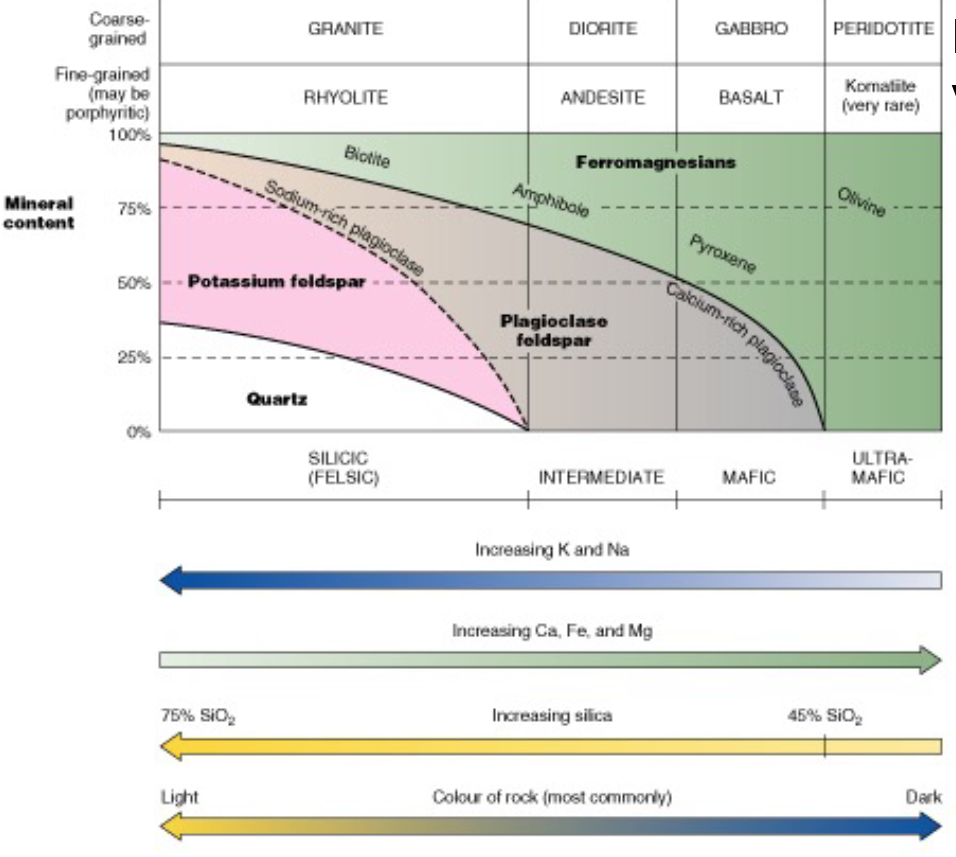 Coarse-
grained
GRANITE
DIORITE
GABBRO
PERIDOTITE
Fine-grained
(may be
porphyritic)
RHYOLITE
ANDESITE
BASALT
Komatiite
(very rare)
100%
Biotite
Ferromagnesians
Mineral
content
75%
Sodium-rich plagioclase
Amphibole
Olivine
Pyroxene
50%
Potassium feldspar
Calcium-rich plagioclase
Plagioclase
feldspar
25%
Quartz
0%
SILICIC
(FELSIC)
INTERMEDIATE
MAFIC
ULTRA-
MAFIC
Increasing K and Na
Increasing Ca, Fe, and Mg
75% SiO₂
Increasing silica
45% SiO₂
Light
Colour of rock (most commonly)
Dark